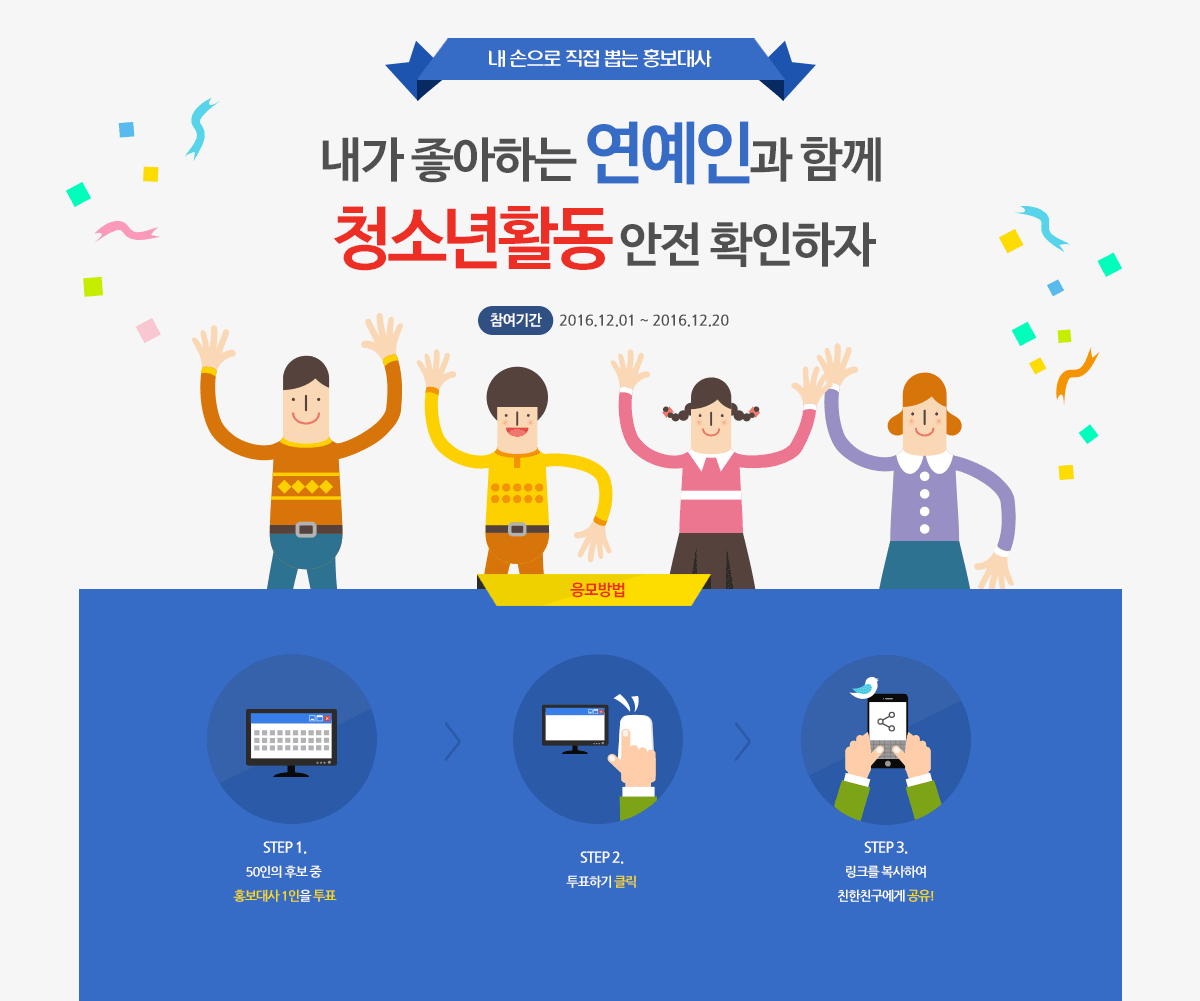 내 손으로 직접 뽑는 홍보대사
내가 좋아하는 연예인과 함께
청소년활동 안전 확인하자
참여기간 2016.12.01 ~ 2016.12.20
응모방법
STEP 1.
50인의 후보 중
홍보대사 1인을 투표
STEP 2.
투표하기 클릭
STEP 3.
링크를 복사하여
친한친구에게 공유!